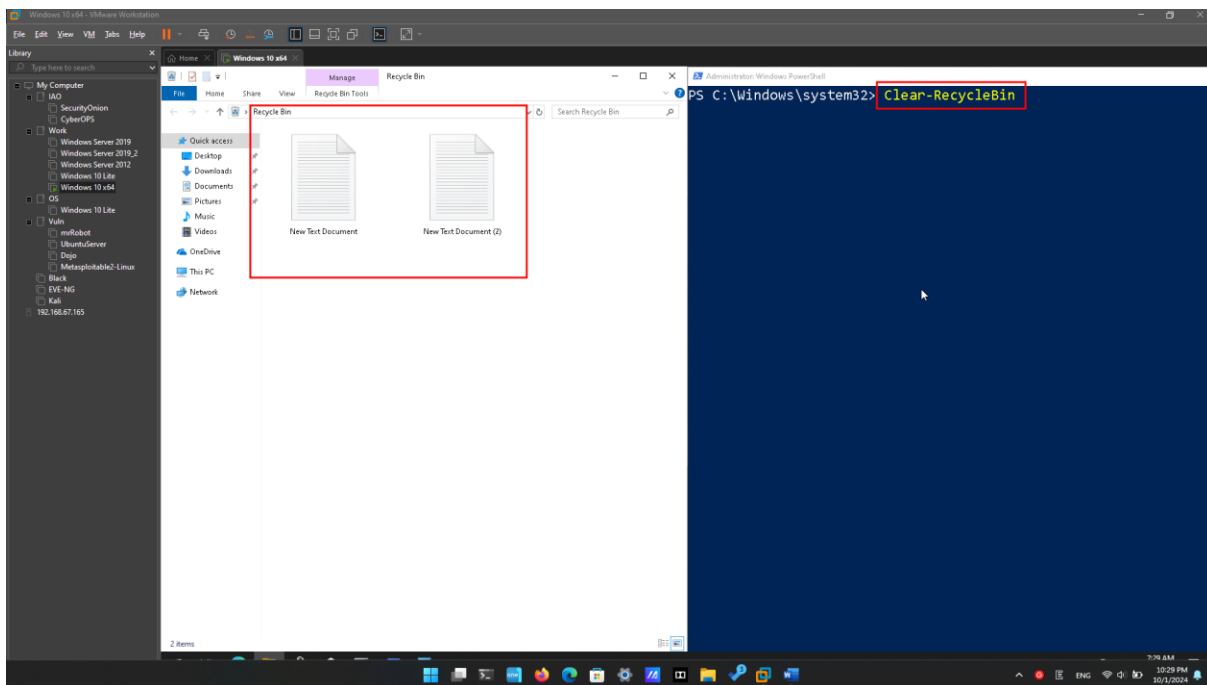 Windows 10 x64 - VMware Workstation
File Edit View VM Tabs Help
Library
Type here to search
My Computer
IAO
SecurityOnion
CyberOPS
Work
Windows Server 2019
Windows Server 2019_2
Windows Server 2012
Windows 10 Lite
Windows 10 x64
OS
Windows 10 Lite
Vuln
mrRobot
UbuntuServer
Dojo
Metasploitable2-Linux
Black
EVE-NG
Kali
192.168.67.165
Home Windows 10 x64
Manage Recycle Bin
File Home Share View Recycle Bin Tools
Recycle Bin Search Recycle Bin
Quick access
Desktop
Downloads
Documents
Pictures
Music
Videos
OneDrive
This PC
Network
New Text Document New Text Document (2)
2 items
Administrator: Windows PowerShell
PS C:\Windows\system32> Clear-RecycleBin
7:29 AM
ENG 10:29 PM
10/1/2024